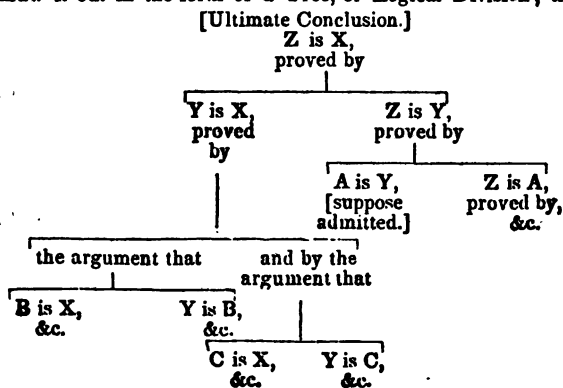 [Ultimate Conclusion.]
Z is X,
proved by
Y is X, Z is Y,
proved proved by
by
A is Y, Z is A,
[suppose proved by,
admitted.] &c.
the argument that and by the
argument that
B is X, Y is B,
&c. &c.
C is X, Y is C,
&c. &c.